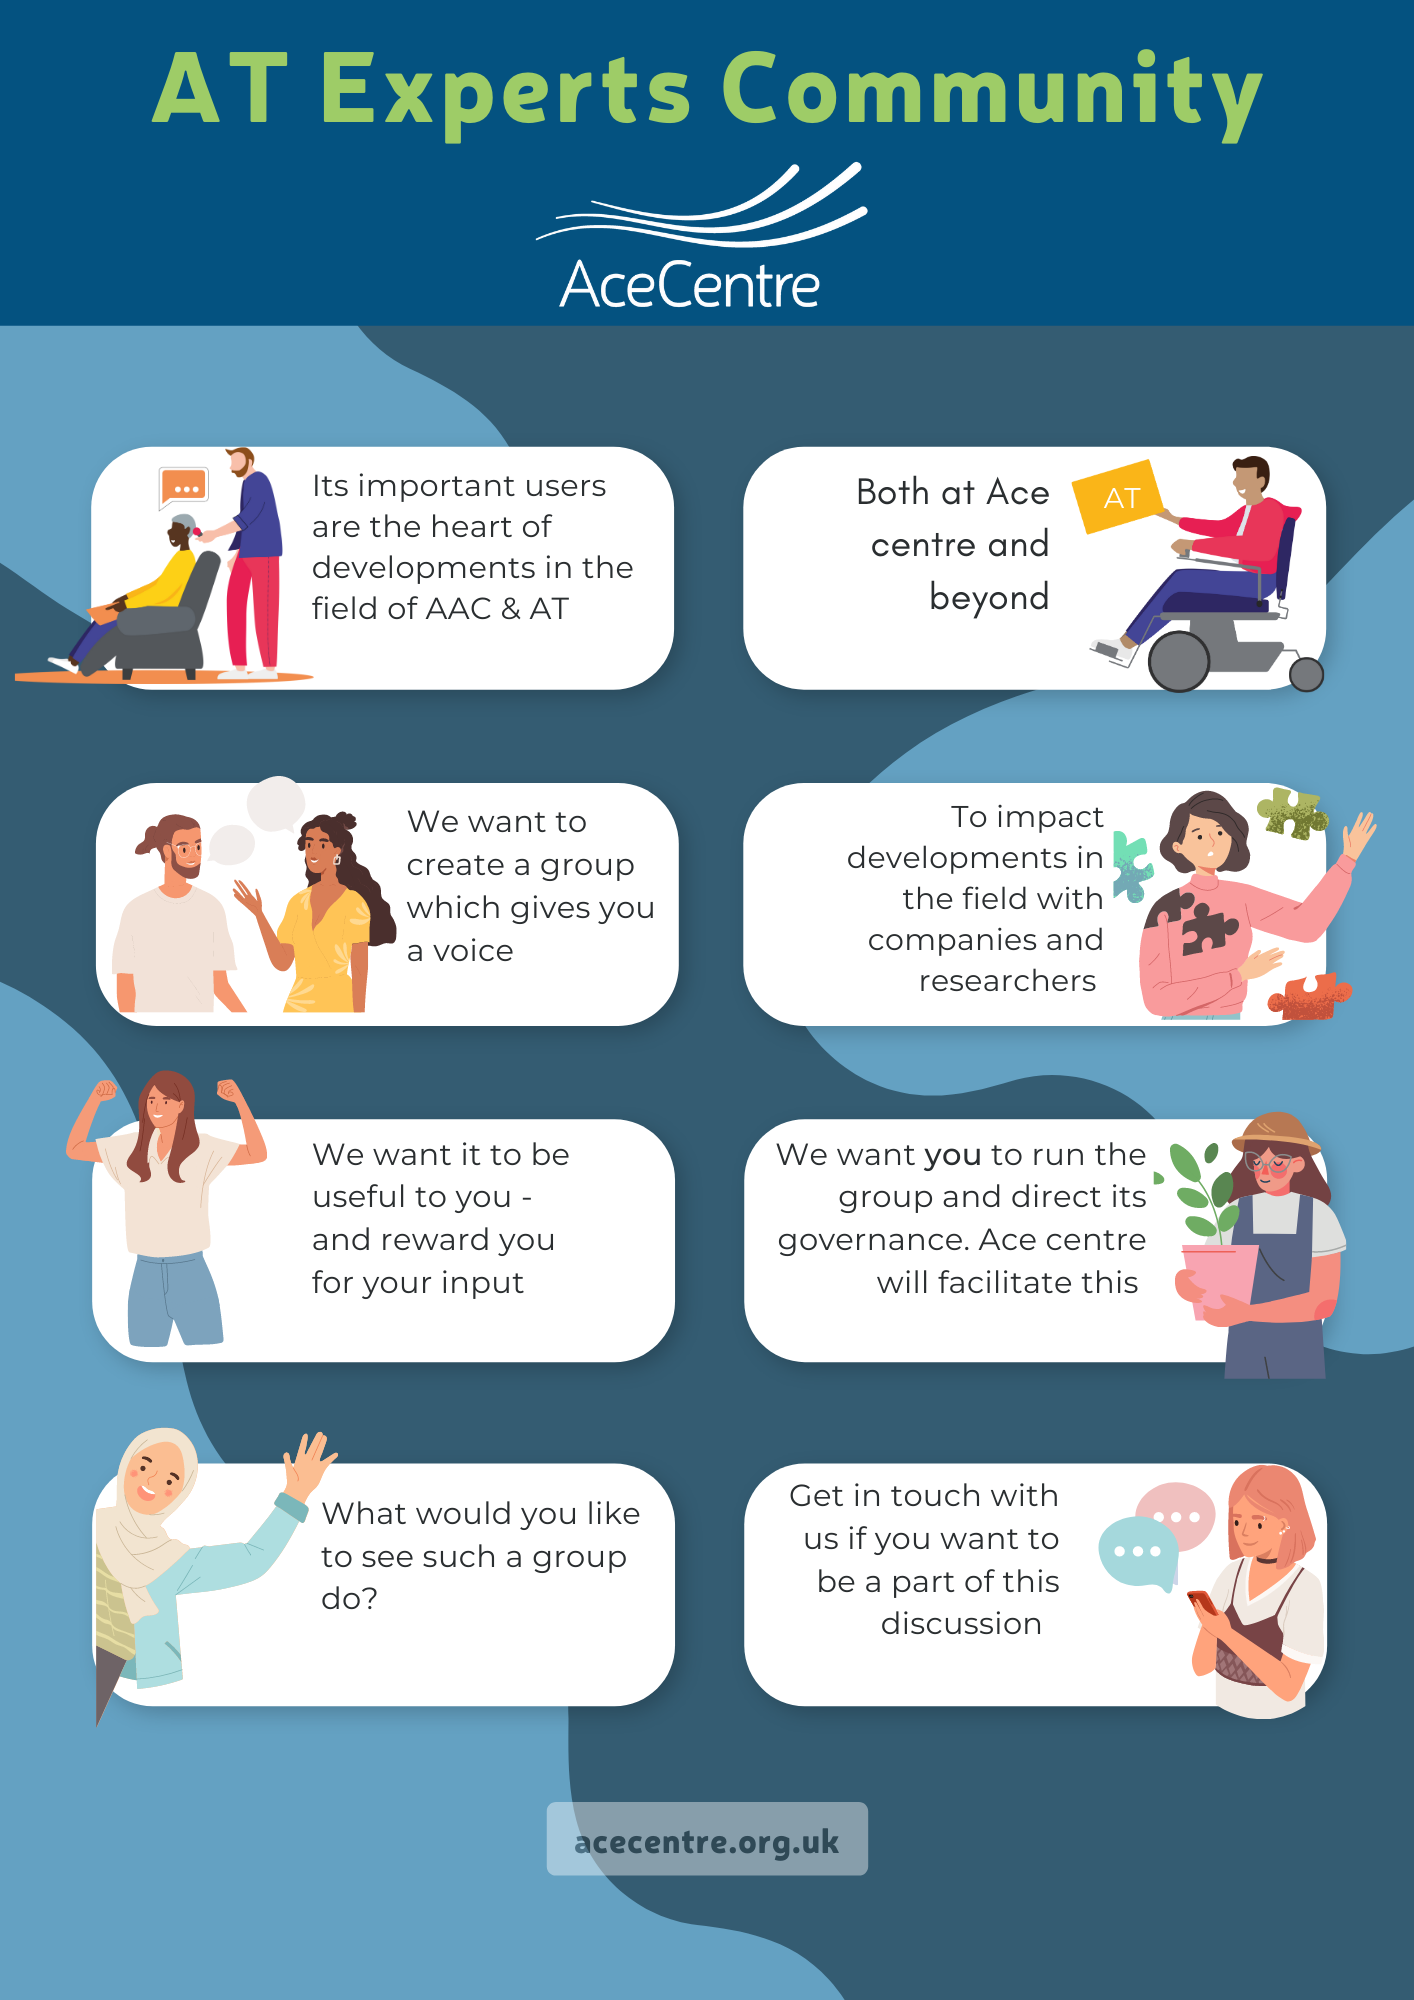 AT Experts Community
AceCentre
Its important users
are the heart of
developments in the
field of AAC & AT
Both at Ace
centre and
beyond
AT
We want to
create a group
which gives you
a voice
To impact
developments in
the field with
companies and
researchers
We want it to be
useful to you -
and reward you
for your input
We want you to run the
group and direct its
governance. Ace centre
will facilitate this
What would you like
to see such a group
do?
Get in touch with
us if you want to
be a part of this
discussion
acecentre.org.uk